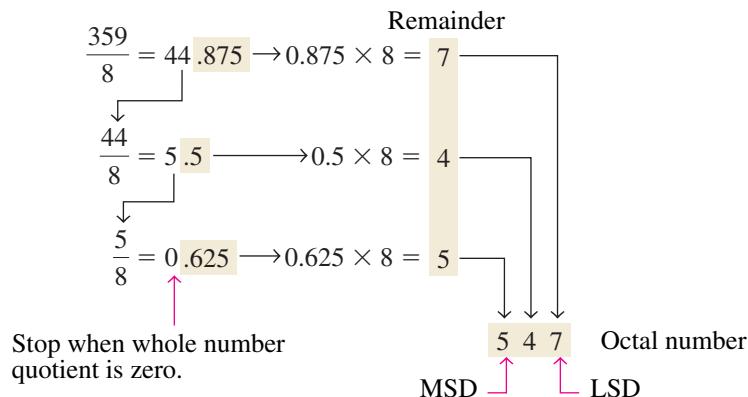 Remainder
359/8 = 44 .875 → 0.875 × 8 = 7
44/8 = 5 .5 → 0.5 × 8 = 4
5/8 = 0 .625 → 0.625 × 8 = 5
Stop when whole number
quotient is zero.
5 4 7 Octal number
MSD LSD